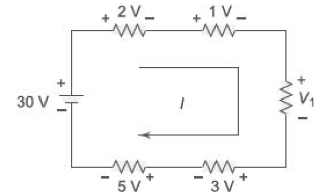 + 2 V − + 1 V −
+
30 V
−
I
+
V1
−
− 5 V + − 3 V +